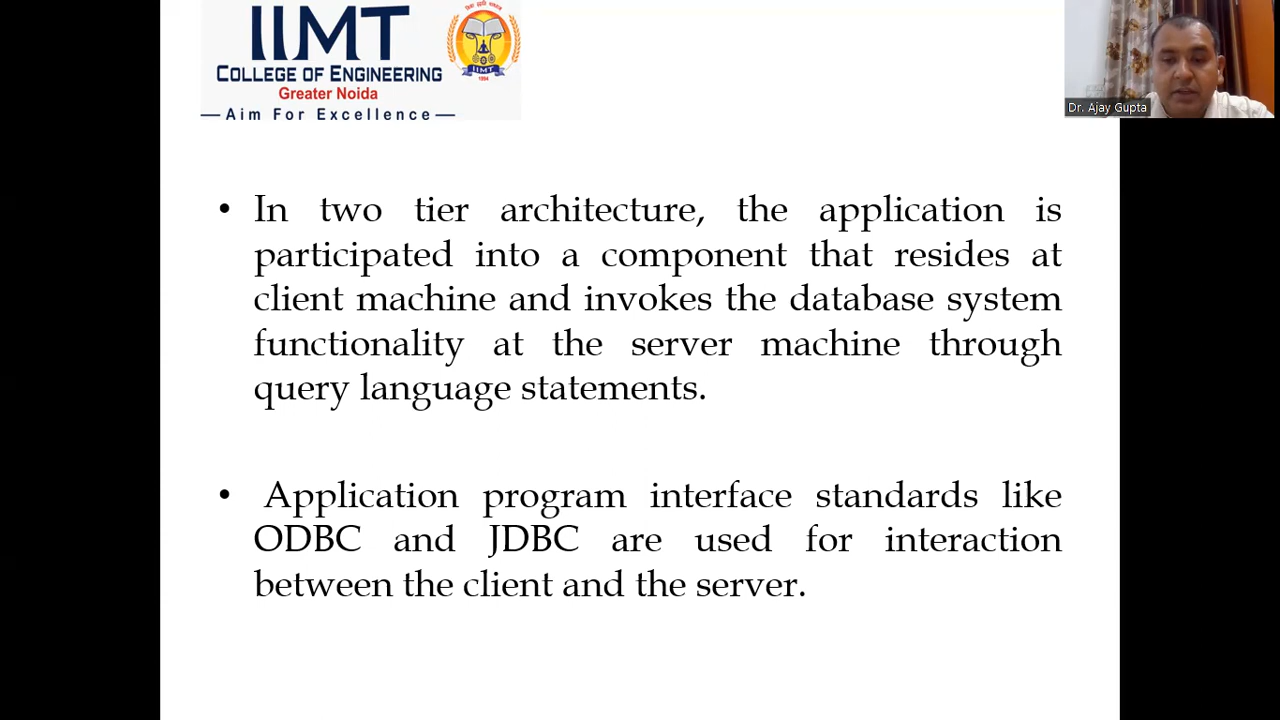 IIMT
COLLEGE OF ENGINEERING
Greater Noida
—Aim For Excellence—
IIMT
Dr. Ajay Gupta
• In two tier architecture, the application is
participated into a component that resides at
client machine and invokes the database system
functionality at the server machine through
query language statements.
• Application program interface standards like
ODBC and JDBC are used for interaction
between the client and the server.